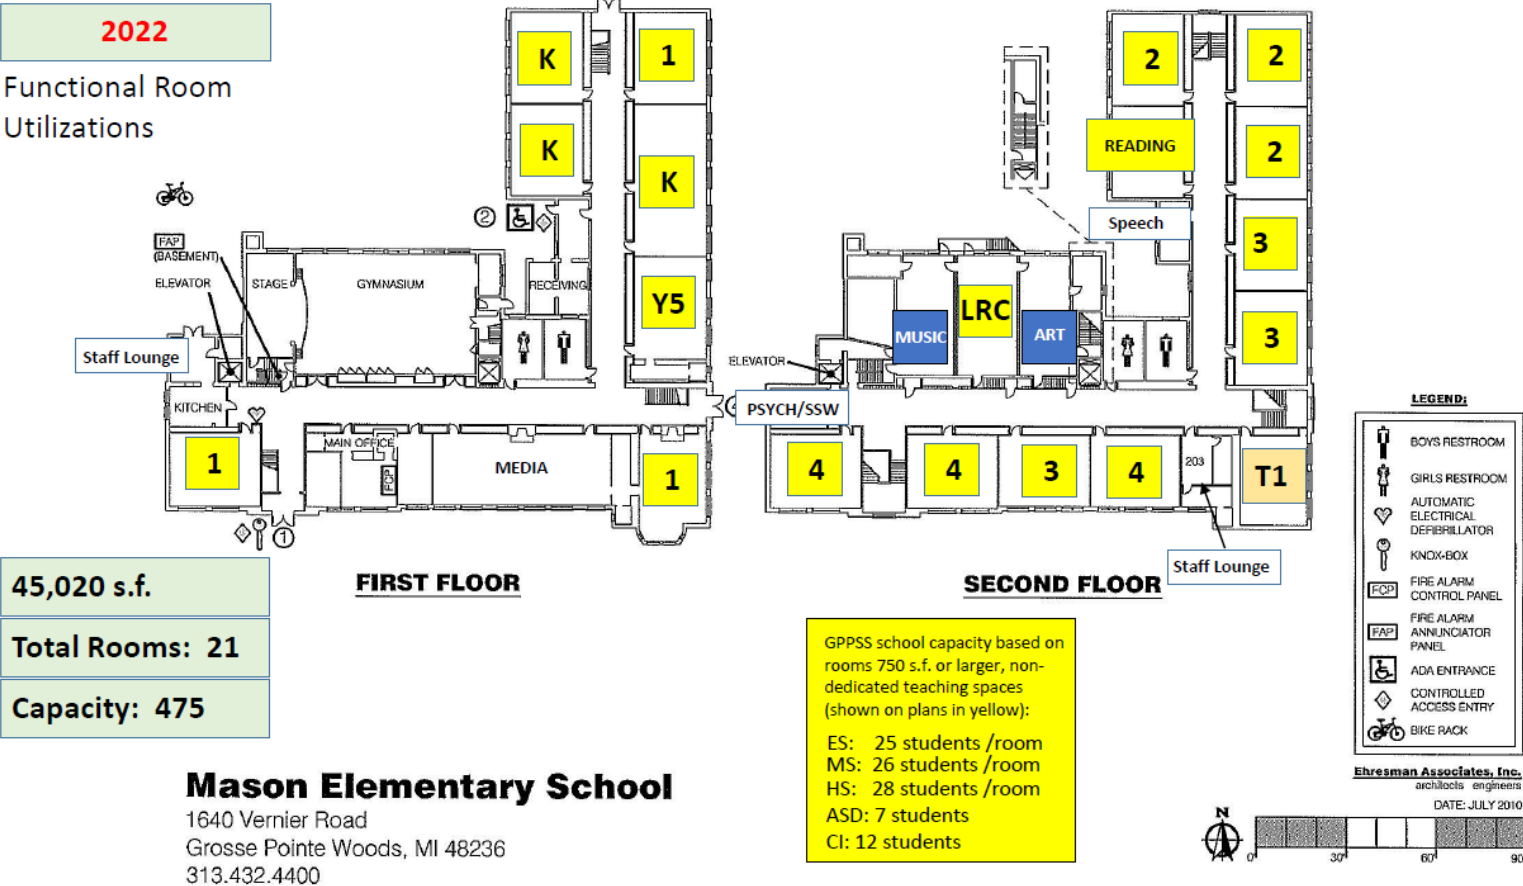 2022
Functional Room
Utilizations
K
1
K
K
2
FAP
(BASEMENT)
ELEVATOR
STAGE
GYMNASIUM
RECEIVING
Y5
Staff Lounge
KITCHEN
MAIN OFFICE
FCP
1
MEDIA
1
1
FIRST FLOOR
2
2
READING
2
Speech
3
MUSIC
LRC
ART
3
ELEVATOR
PSYCH/SSW
4
4
3
4
203
T1
Staff Lounge
SECOND FLOOR
45,020 s.f.
Total Rooms: 21
Capacity: 475
GPPSS school capacity based on
rooms 750 s.f. or larger, non-
dedicated teaching spaces
(shown on plans in yellow):
ES: 25 students /room
MS: 26 students /room
HS: 28 students /room
ASD: 7 students
CI: 12 students
LEGEND:
BOYS RESTROOM
GIRLS RESTROOM
AUTOMATIC
ELECTRICAL
DEFIBRILLATOR
KNOX-BOX
FCP
FIRE ALARM
CONTROL PANEL
FAP
FIRE ALARM
ANNUNCIATOR
PANEL
ADA ENTRANCE
CONTROLLED
ACCESS ENTRY
BIKE RACK
Ehresman Associates, Inc.
architects engineers
DATE: JULY 2010
N
0' 30' 60' 90
Mason Elementary School
1640 Vernier Road
Grosse Pointe Woods, MI 48236
313.432.4400